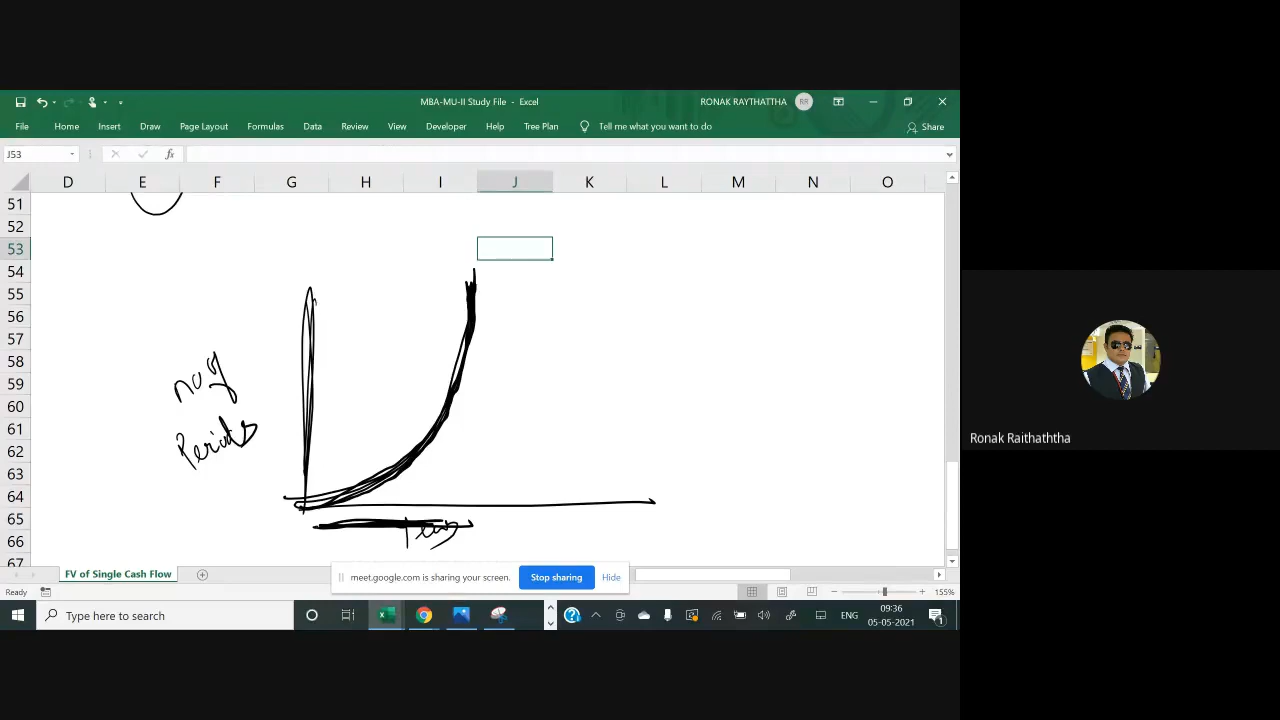 MBA-MU-II Study File - Excel
RONAK RAYTHATTHA RR
File Home Insert Draw Page Layout Formulas Data Review View Developer Help Tree Plan Tell me what you want to do Share
J53 fx
D E F G H I J K L M N O
51
52
53
54
55
56
57
58
59
60
61
62
63
64
65
66
67
no of
Periods
Ronak Raithaththa
FV of Single Cash Flow
meet.google.com is sharing your screen. Stop sharing Hide
Ready 155%
Type here to search
ENG 09:36
05-05-2021